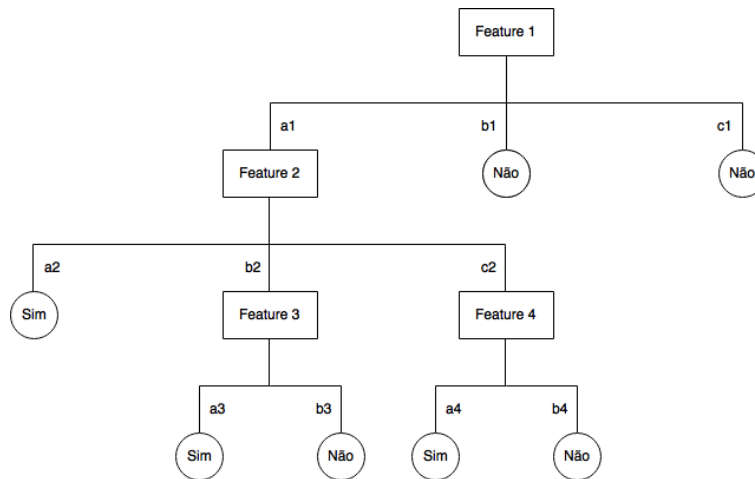 Feature 1
a1
b1
c1
Feature 2
Não
Não
a2
b2
c2
Sim
Feature 3
Feature 4
a3
b3
a4
b4
Sim
Não
Sim
Não